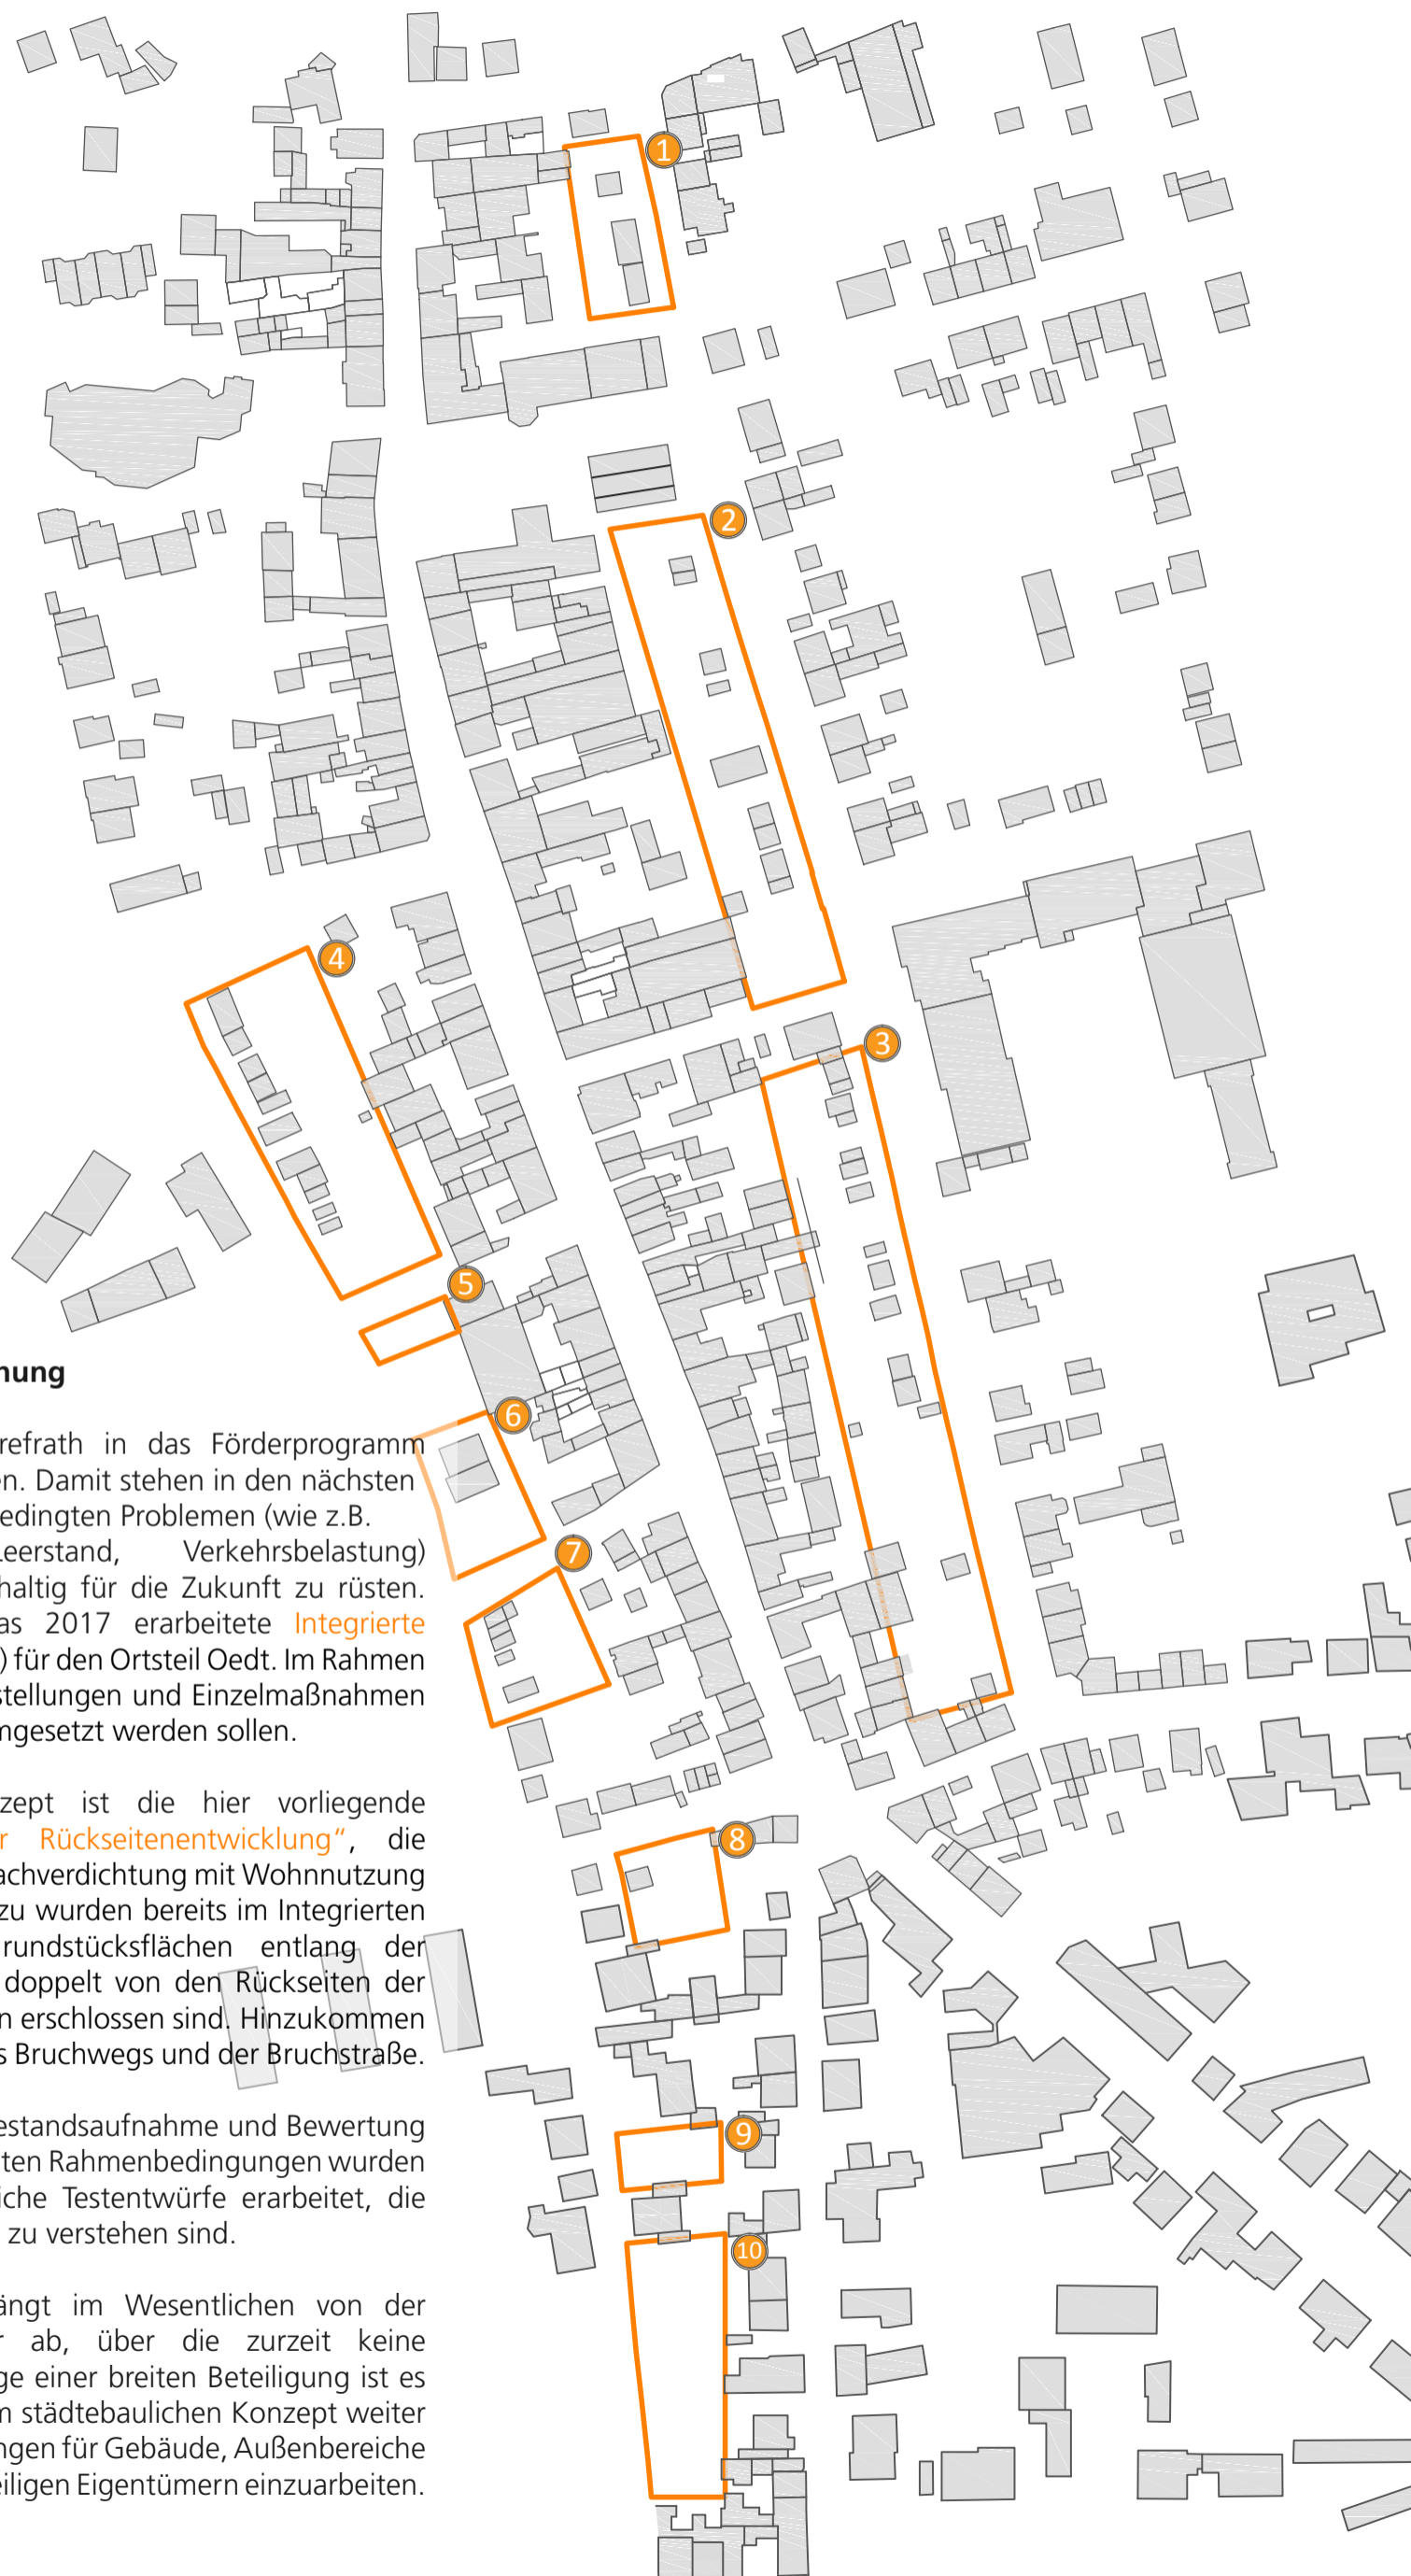 1
2
4
3
5
nung
6
refrath in das Förderprogramm
en. Damit stehen in den nächsten
edingten Problemen (wie z.B.
Leerstand, Verkehrsbelastung)
7
haltig für die Zukunft zu rüsten.
as 2017 erarbeitete Integrierte
) für den Ortsteil Oedt. Im Rahmen
stellungen und Einzelmaßnahmen
mgesetzt werden sollen.
zept ist die hier vorliegende
r Rückseitenentwicklung“, die
8
achverdichtung mit Wohnnutzung
zu wurden bereits im Integrierten
rundstücksflächen entlang der
doppelt von den Rückseiten der
n erschlossen sind. Hinzukommen
s Bruchwegs und der Bruchstraße.
estandsaufnahme und Bewertung
9
ten Rahmenbedingungen wurden
iche Testentwürfe erarbeitet, die
zu verstehen sind.
10
ängt im Wesentlichen von der
r ab, über die zurzeit keine
ge einer breiten Beteiligung ist es
m städtebaulichen Konzept weiter
ngen für Gebäude, Außenbereiche
eiligen Eigentümern einzuarbeiten.